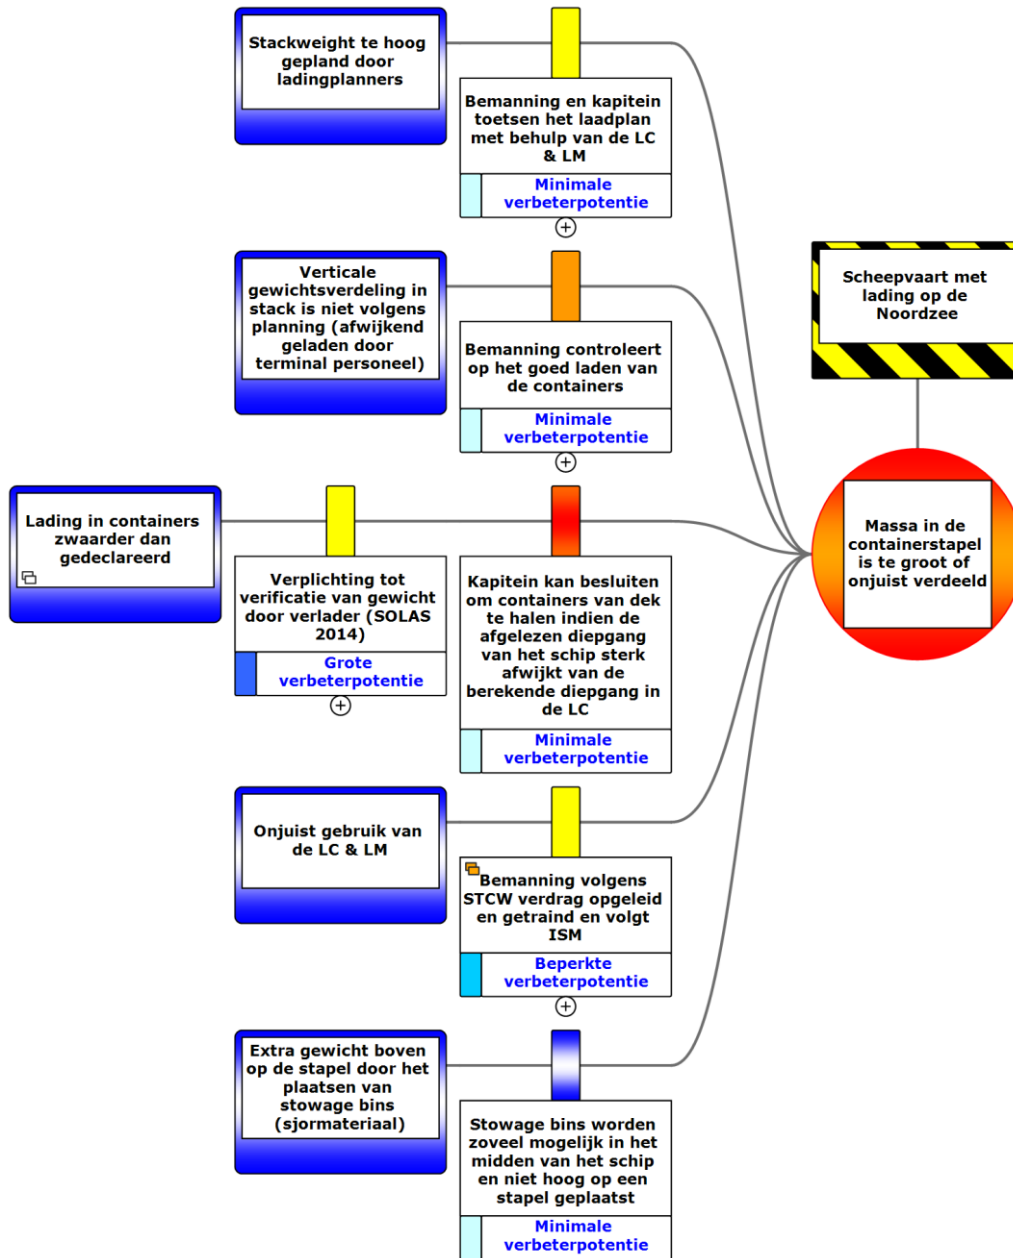 Stackweight te hoog
gepland door
ladingplanners
Bemanning en kapitein
toetsen het laadplan
met behulp van de LC
& LM
Minimale
verbeterpotentie
Verticale
gewichtsverdeling in
stack is niet volgens
planning (afwijkend
geladen door
terminal personeel)
Bemanning controleert
op het goed laden van
de containers
Minimale
verbeterpotentie
Scheepvaart met
lading op de
Noordzee
Lading in containers
zwaarder dan
gedeclareerd
Verplichting tot
verificatie van gewicht
door verlader (SOLAS
2014)
Grote
verbeterpotentie
Kapitein kan besluiten
om containers van dek
te halen indien de
afgelezen diepgang
van het schip sterk
afwijkt van de
berekende diepgang in
de LC
Minimale
verbeterpotentie
Massa in de
containerstapel
is te groot of
onjuist verdeeld
Onjuist gebruik van
de LC & LM
Bemanning volgens
STCW verdrag opgeleid
en getraind en volgt
ISM
Beperkte
verbeterpotentie
Extra gewicht boven
op de stapel door het
plaatsen van
stowage bins
(sjormateriaal)
Stowage bins worden
zoveel mogelijk in het
midden van het schip
en niet hoog op een
stapel geplaatst
Minimale
verbeterpotentie